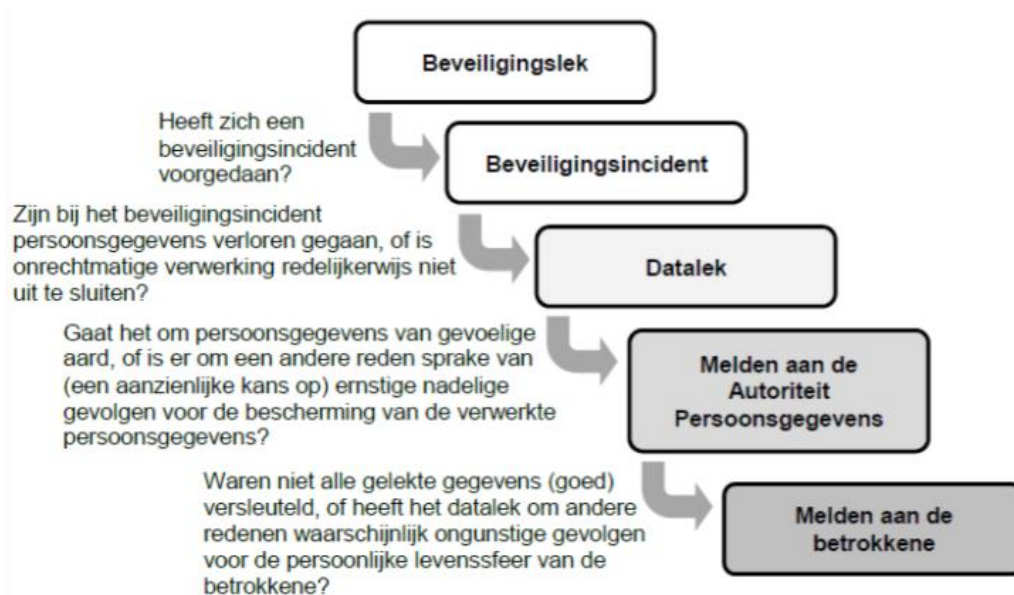 Beveiligingslek
Heeft zich een
beveiligingsincident
voorgedaan?
Beveiligingsincident
Zijn bij het beveiligingsincident
persoonsgegevens verloren gegaan, of is
onrechtmatige verwerking redelijkerwijs niet
uit te sluiten?
Datalek
Gaat het om persoonsgegevens van gevoelige
aard, of is er om een andere reden sprake van
(een aanzienlijke kans op) ernstige nadelige
gevolgen voor de bescherming van de verwerkte
persoonsgegevens?
Melden aan de
Autoriteit
Persoonsgegevens
Waren niet alle gelekte gegevens (goed)
versleuteld, of heeft het datalek om andere
redenen waarschijnlijk ongunstige gevolgen
voor de persoonlijke levenssfeer van de
betrokkene?
Melden aan de
betrokkene